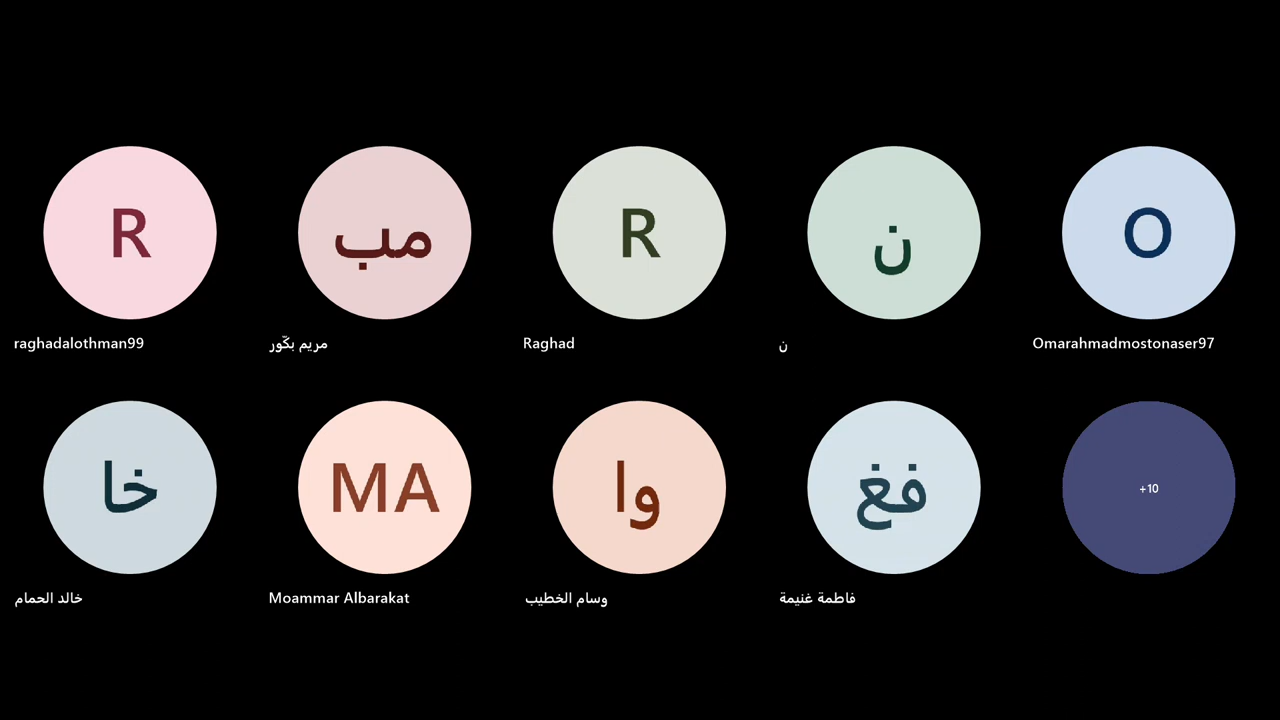 R
مب
R
ن
O
raghadalothman99
مريم بكّور
Raghad
ن
Omarahmadmostonaser97
خا
MA
وا
فغ
+10
خالد الحمام
Moammar Albarakat
وسام الخطيب
فاطمة غنيمة